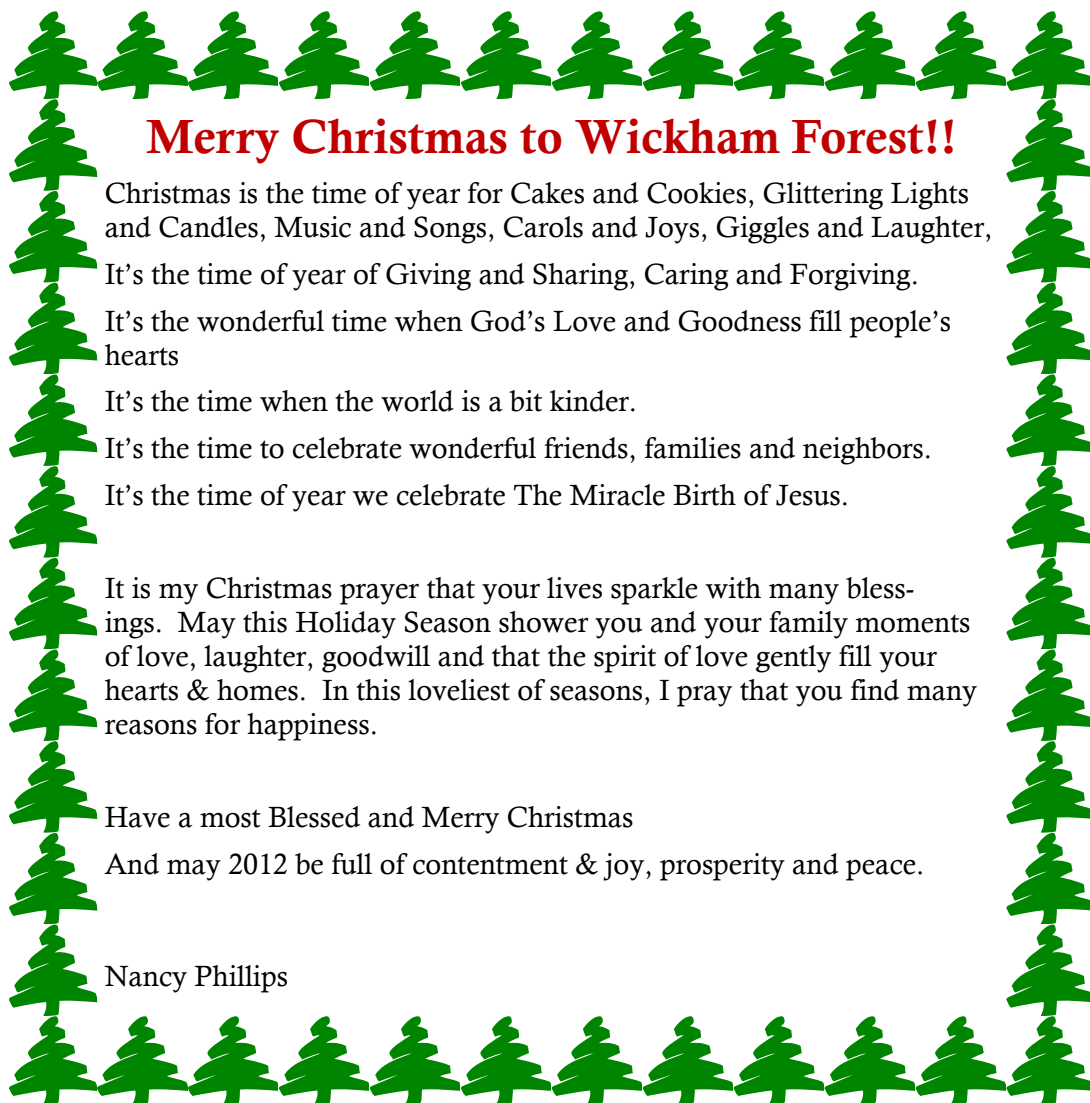 Merry Christmas to Wickham Forest!!
Christmas is the time of year for Cakes and Cookies, Glittering Lights
and Candles, Music and Songs, Carols and Joys, Giggles and Laughter,
It’s the time of year of Giving and Sharing, Caring and Forgiving.
It’s the wonderful time when God’s Love and Goodness fill people’s
hearts
It’s the time when the world is a bit kinder.
It’s the time to celebrate wonderful friends, families and neighbors.
It’s the time of year we celebrate The Miracle Birth of Jesus.
It is my Christmas prayer that your lives sparkle with many bless-
ings.  May this Holiday Season shower you and your family moments
of love, laughter, goodwill and that the spirit of love gently fill your
hearts & homes.  In this loveliest of seasons, I pray that you find many
reasons for happiness.
Have a most Blessed and Merry Christmas
And may 2012 be full of contentment & joy, prosperity and peace.
Nancy Phillips